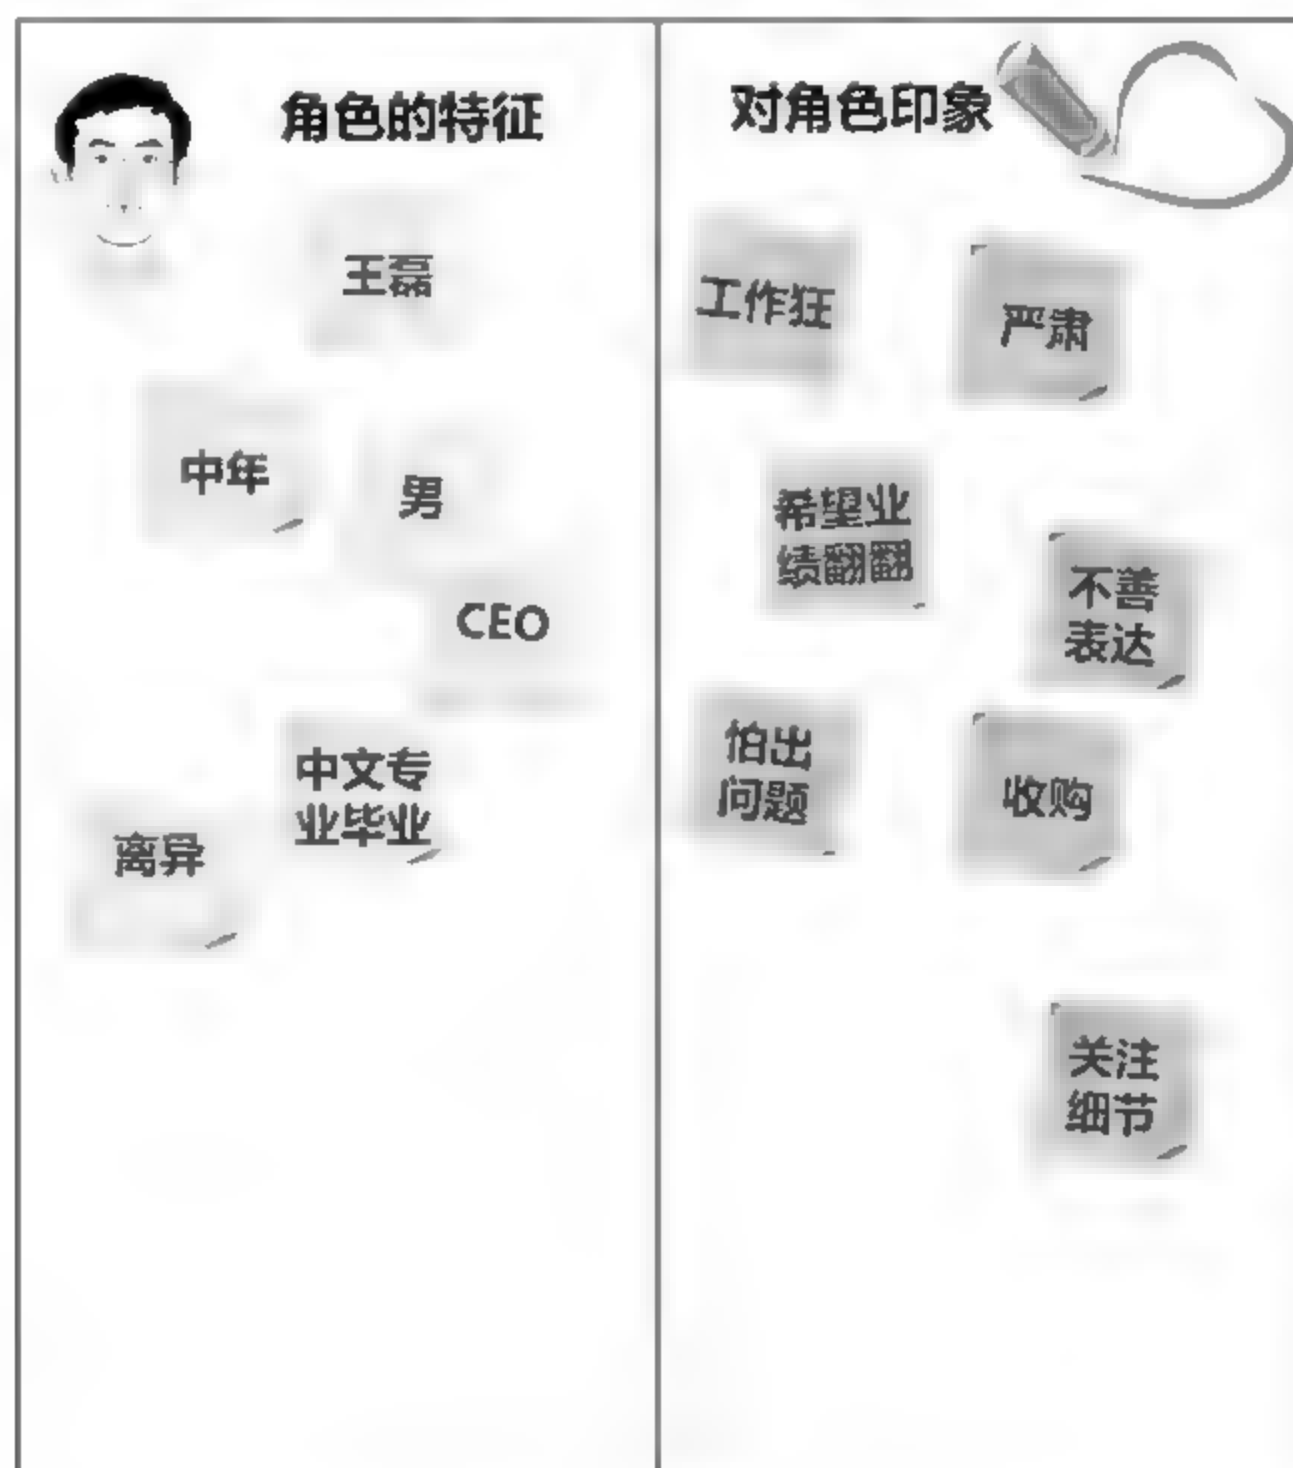 角色的特征
王磊
中年
男
CEO
中文专
业毕业
离异
对角色印象
工作狂
严肃
希望业
绩翻翻
不善
表达
怕出
问题
收购
关注
细节